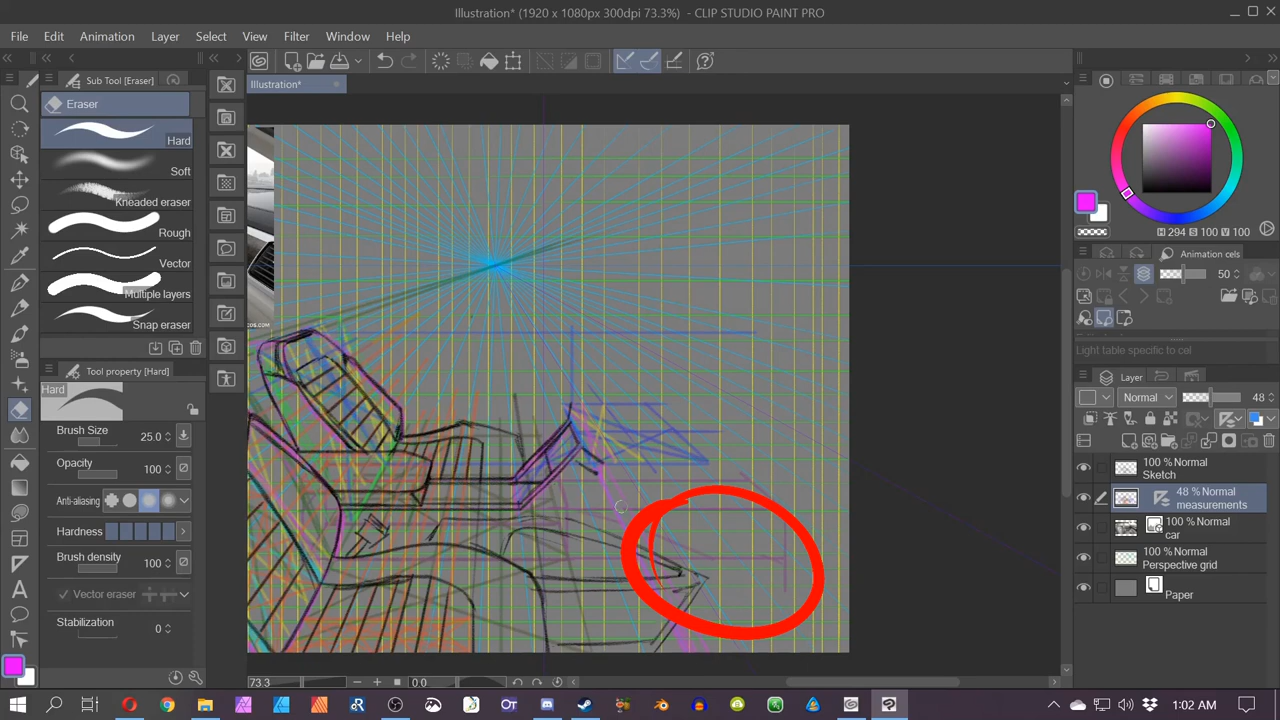 Illustration* (1920 x 1080px 300dpi 73.3%) - CLIP STUDIO PAINT PRO
File Edit Animation Layer Select View Filter Window Help
Sub Tool [Eraser]
Illustration*
Eraser
Hard
Soft
Kneaded eraser
Rough
Vector
Multiple layers
Snap eraser
Tool property [Hard]
Hard
Brush Size 25.0
Opacity 100
Anti-aliasing
Hardness
Brush density 100
Vector eraser
Stabilization 0
73.3 0.0
H 294 S 100 V 100
Animation cels
50
Light table specific to cel
Layer
Normal 48
100 % Normal
Sketch
48 % Normal
measurements
100 % Normal
car
100 % Normal
Perspective grid
Paper
1:02 AM